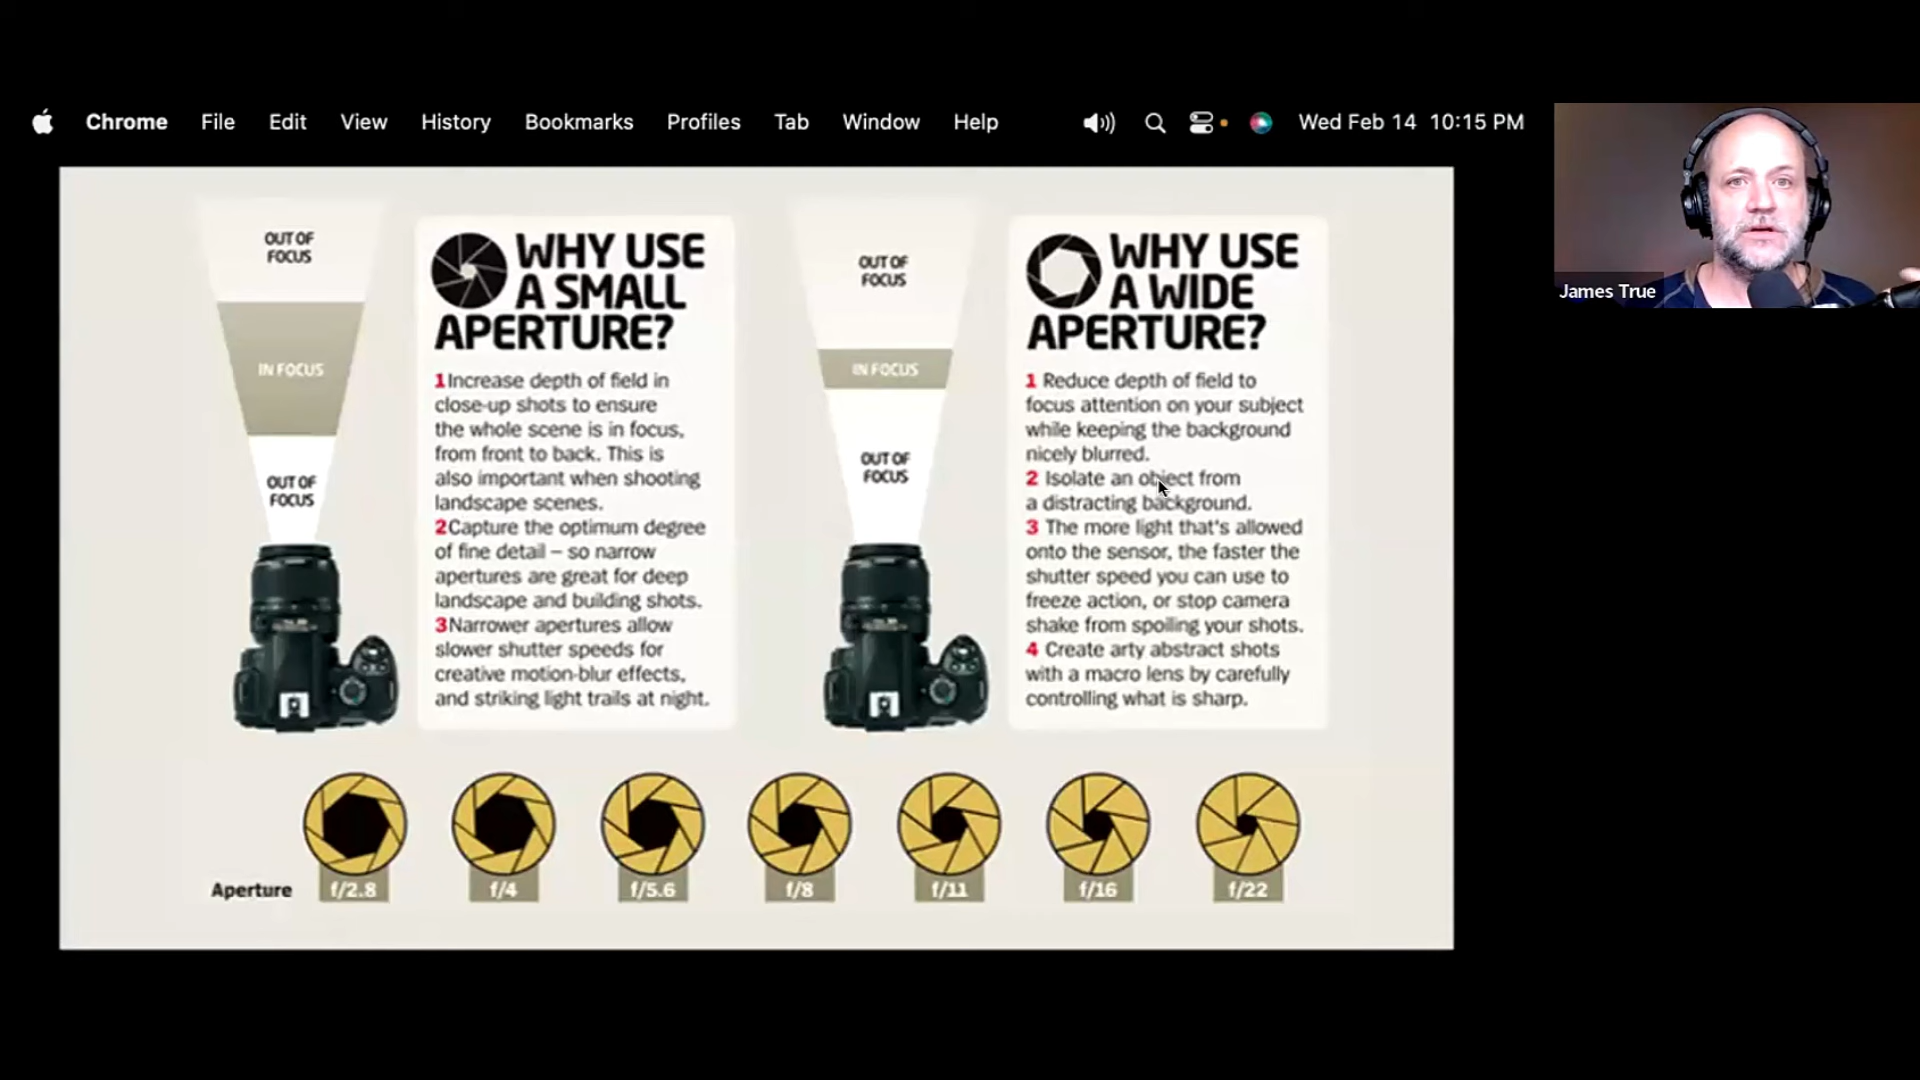 Chrome File Edit View History Bookmarks Profiles Tab Window Help Wed Feb 14 10:15 PM
James True
OUT OF
FOCUS
IN FOCUS
OUT OF
FOCUS
WHY USE
A SMALL
APERTURE?
1 Increase depth of field in
close-up shots to ensure
the whole scene is in focus,
from front to back. This is
also important when shooting
landscape scenes.
2 Capture the optimum degree
of fine detail – so narrow
apertures are great for deep
landscape and building shots.
3 Narrower apertures allow
slower shutter speeds for
creative motion-blur effects,
and striking light trails at night.
OUT OF
FOCUS
IN FOCUS
OUT OF
FOCUS
WHY USE
A WIDE
APERTURE?
1 Reduce depth of field to
focus attention on your subject
while keeping the background
nicely blurred.
2 Isolate an object from
a distracting background.
3 The more light that's allowed
onto the sensor, the faster the
shutter speed you can use to
freeze action, or stop camera
shake from spoiling your shots.
4 Create arty abstract shots
with a macro lens by carefully
controlling what is sharp.
Aperture f/2.8 f/4 f/5.6 f/8 f/11 f/16 f/22